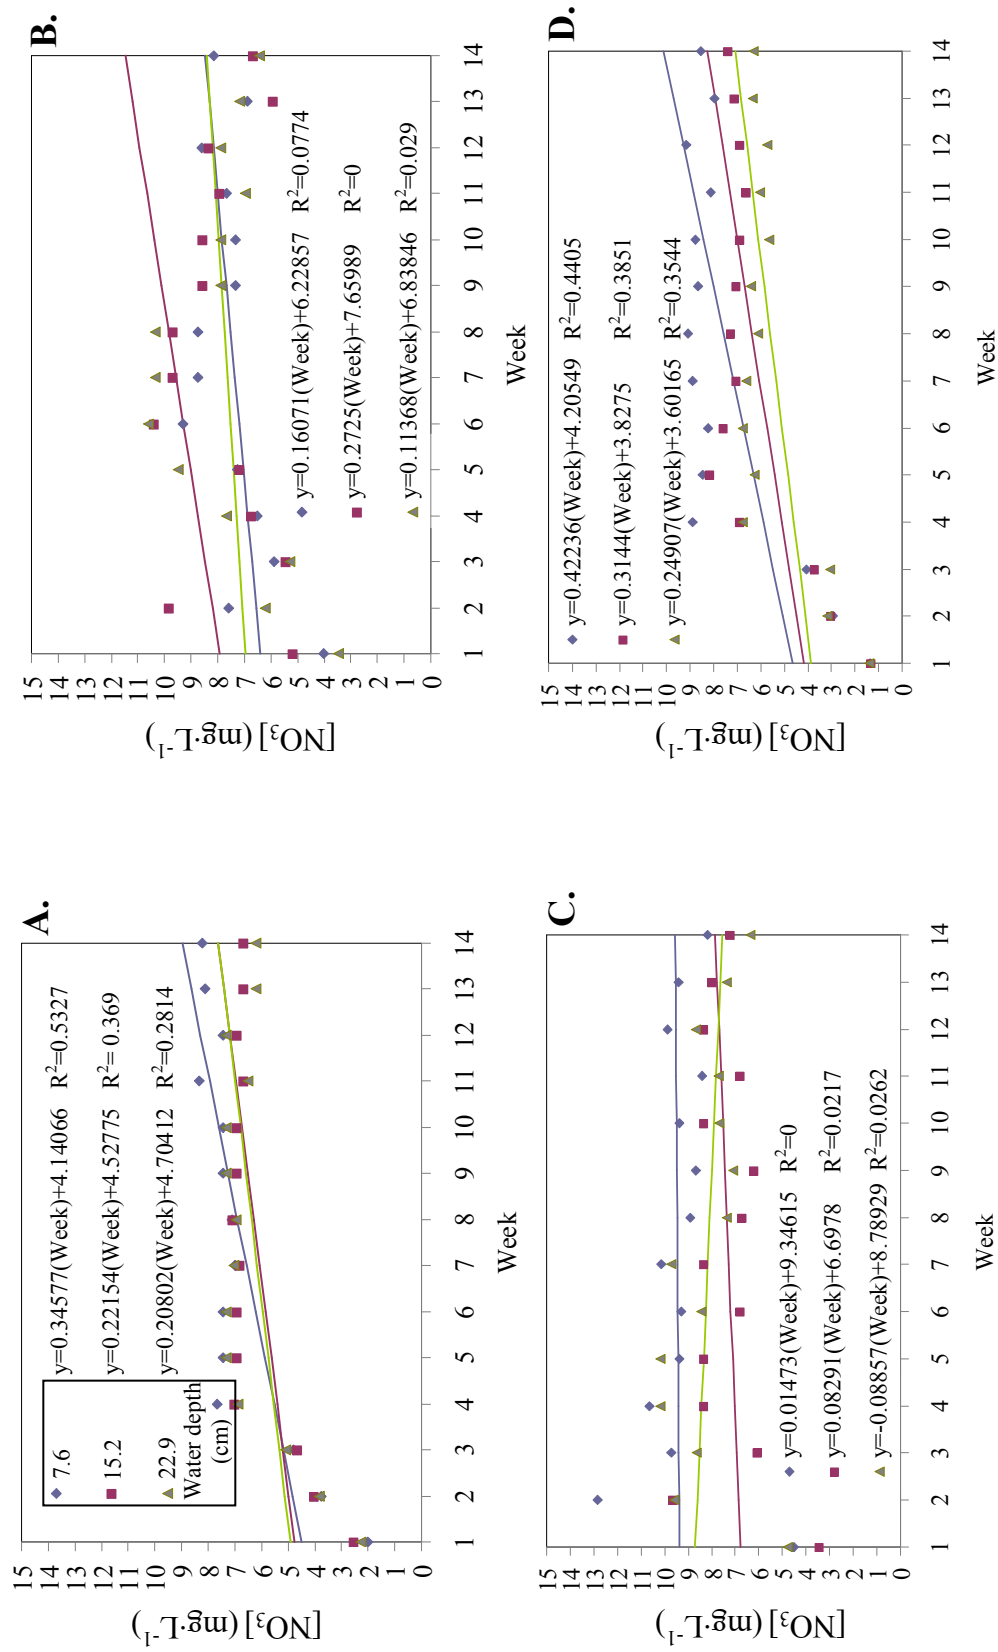 A.
[NO3] (mg·L-1)
15
14
13
12
11
10
9
8
7
6
5
4
3
2
1
0
7.6
15.2
22.9
Water depth
(cm)
y=0.34577(Week)+4.14066 R2=0.5327
y=0.22154(Week)+4.52775 R2= 0.369
y=0.20802(Week)+4.70412 R2=0.2814
1 2 3 4 5 6 7 8 9 10 11 12 13 14
Week
B.
[NO3] (mg·L-1)
15
14
13
12
11
10
9
8
7
6
5
4
3
2
1
0
y=0.16071(Week)+6.22857 R2=0.0774
y=0.2725(Week)+7.65989 R2=0
y=0.11368(Week)+6.83846 R2=0.029
1 2 3 4 5 6 7 8 9 10 11 12 13 14
Week
C.
[NO3] (mg·L-1)
15
14
13
12
11
10
9
8
7
6
5
4
3
2
1
0
y=0.01473(Week)+9.34615 R2=0
y=0.08291(Week)+6.6978 R2=0.0217
y=-0.08857(Week)+8.78929 R2=0.0262
1 2 3 4 5 6 7 8 9 10 11 12 13 14
Week
D.
[NO3] (mg·L-1)
15
14
13
12
11
10
9
8
7
6
5
4
3
2
1
0
y=0.42236(Week)+4.20549 R2=0.4405
y=0.3144(Week)+3.8275 R2=0.3851
y=0.24907(Week)+3.60165 R2=0.3544
1 2 3 4 5 6 7 8 9 10 11 12 13 14
Week